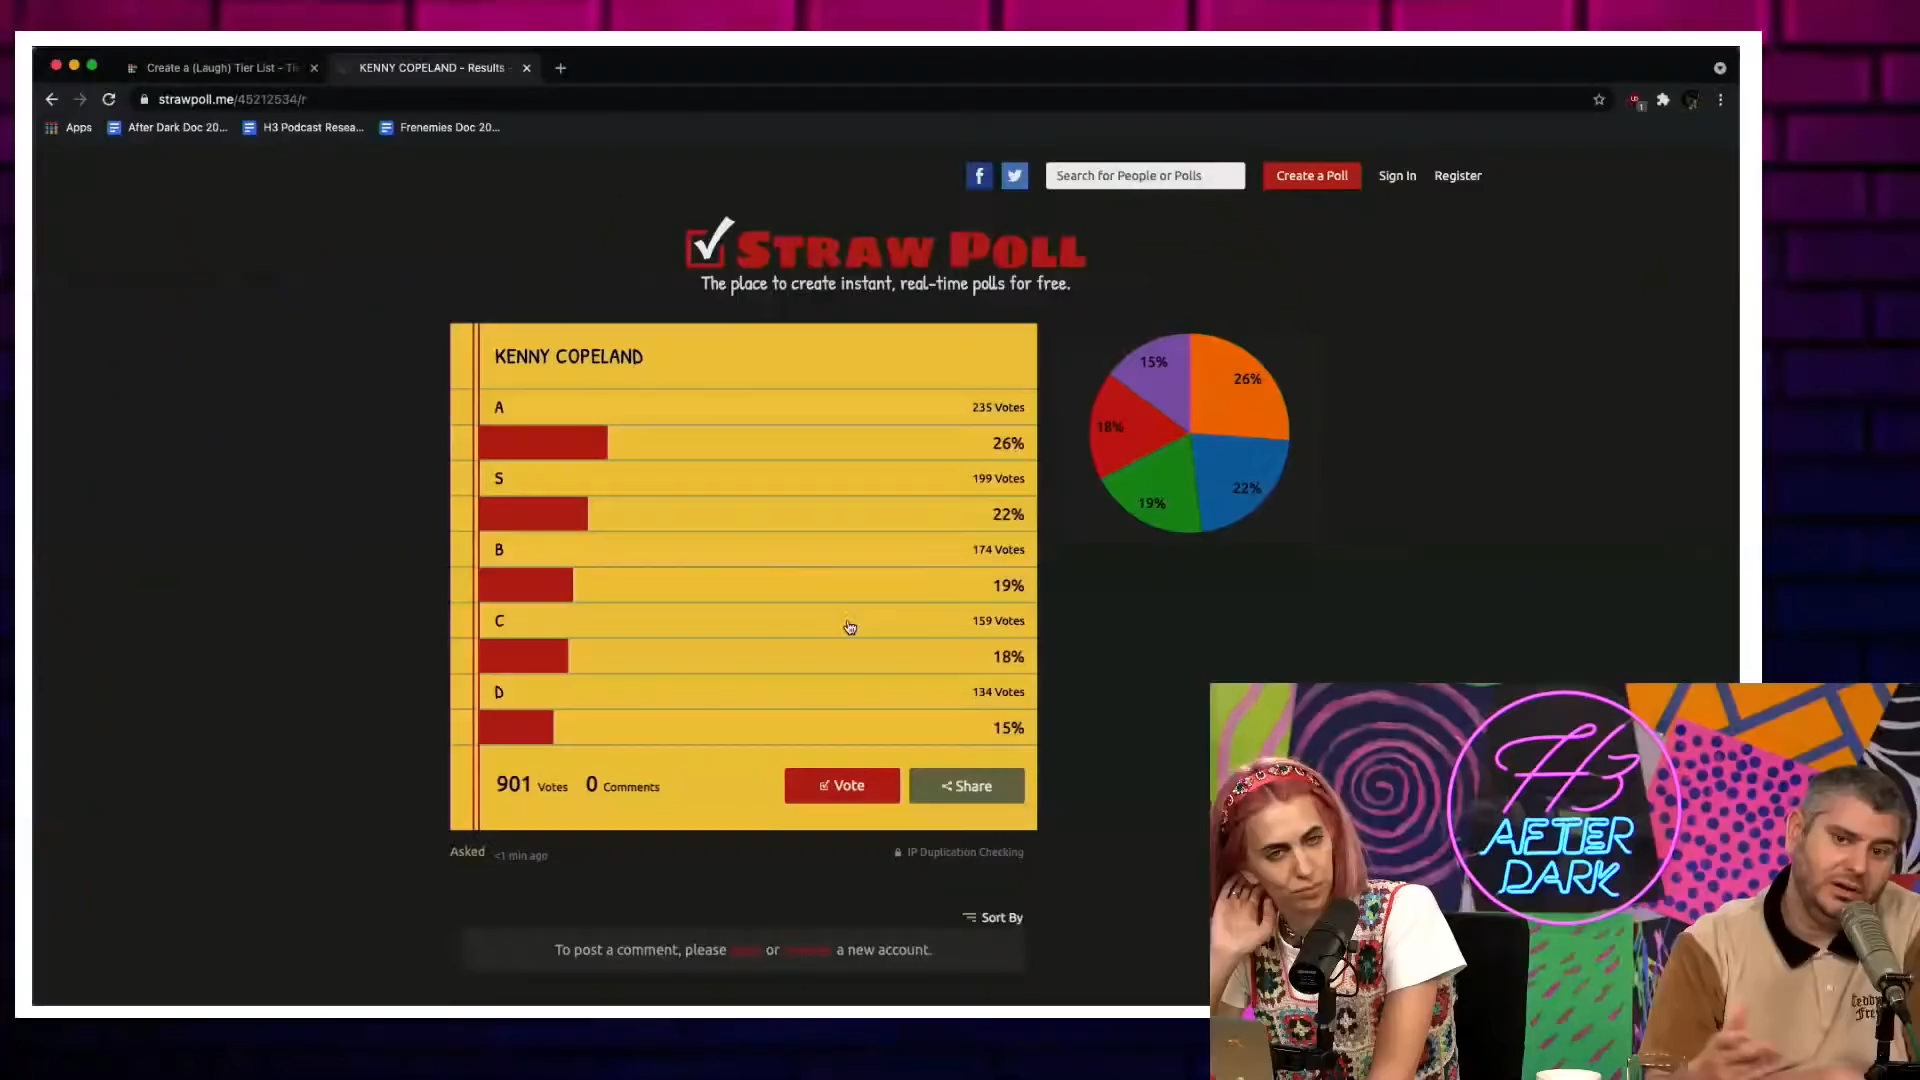 Create a (Laugh) Tier List - Tie
KENNY COPELAND - Results -
strawpoll.me/45212534/r
Apps
After Dark Doc 20...
H3 Podcast Resea...
Frenemies Doc 20...
f
Search for People or Polls
Create a Poll
Sign In
Register
STRAW POLL
The place to create instant, real-time polls for free.
KENNY COPELAND
A 235 Votes
26%
S 199 Votes
22%
B 174 Votes
19%
C 159 Votes
18%
D 134 Votes
15%
901 Votes 0 Comments
Vote
Share
Asked <1 min ago
IP Duplication Checking
15%
26%
18%
19%
22%
Sort By
To post a comment, please
or
a new account.
H3
AFTER
DARK
Teddy
Fre